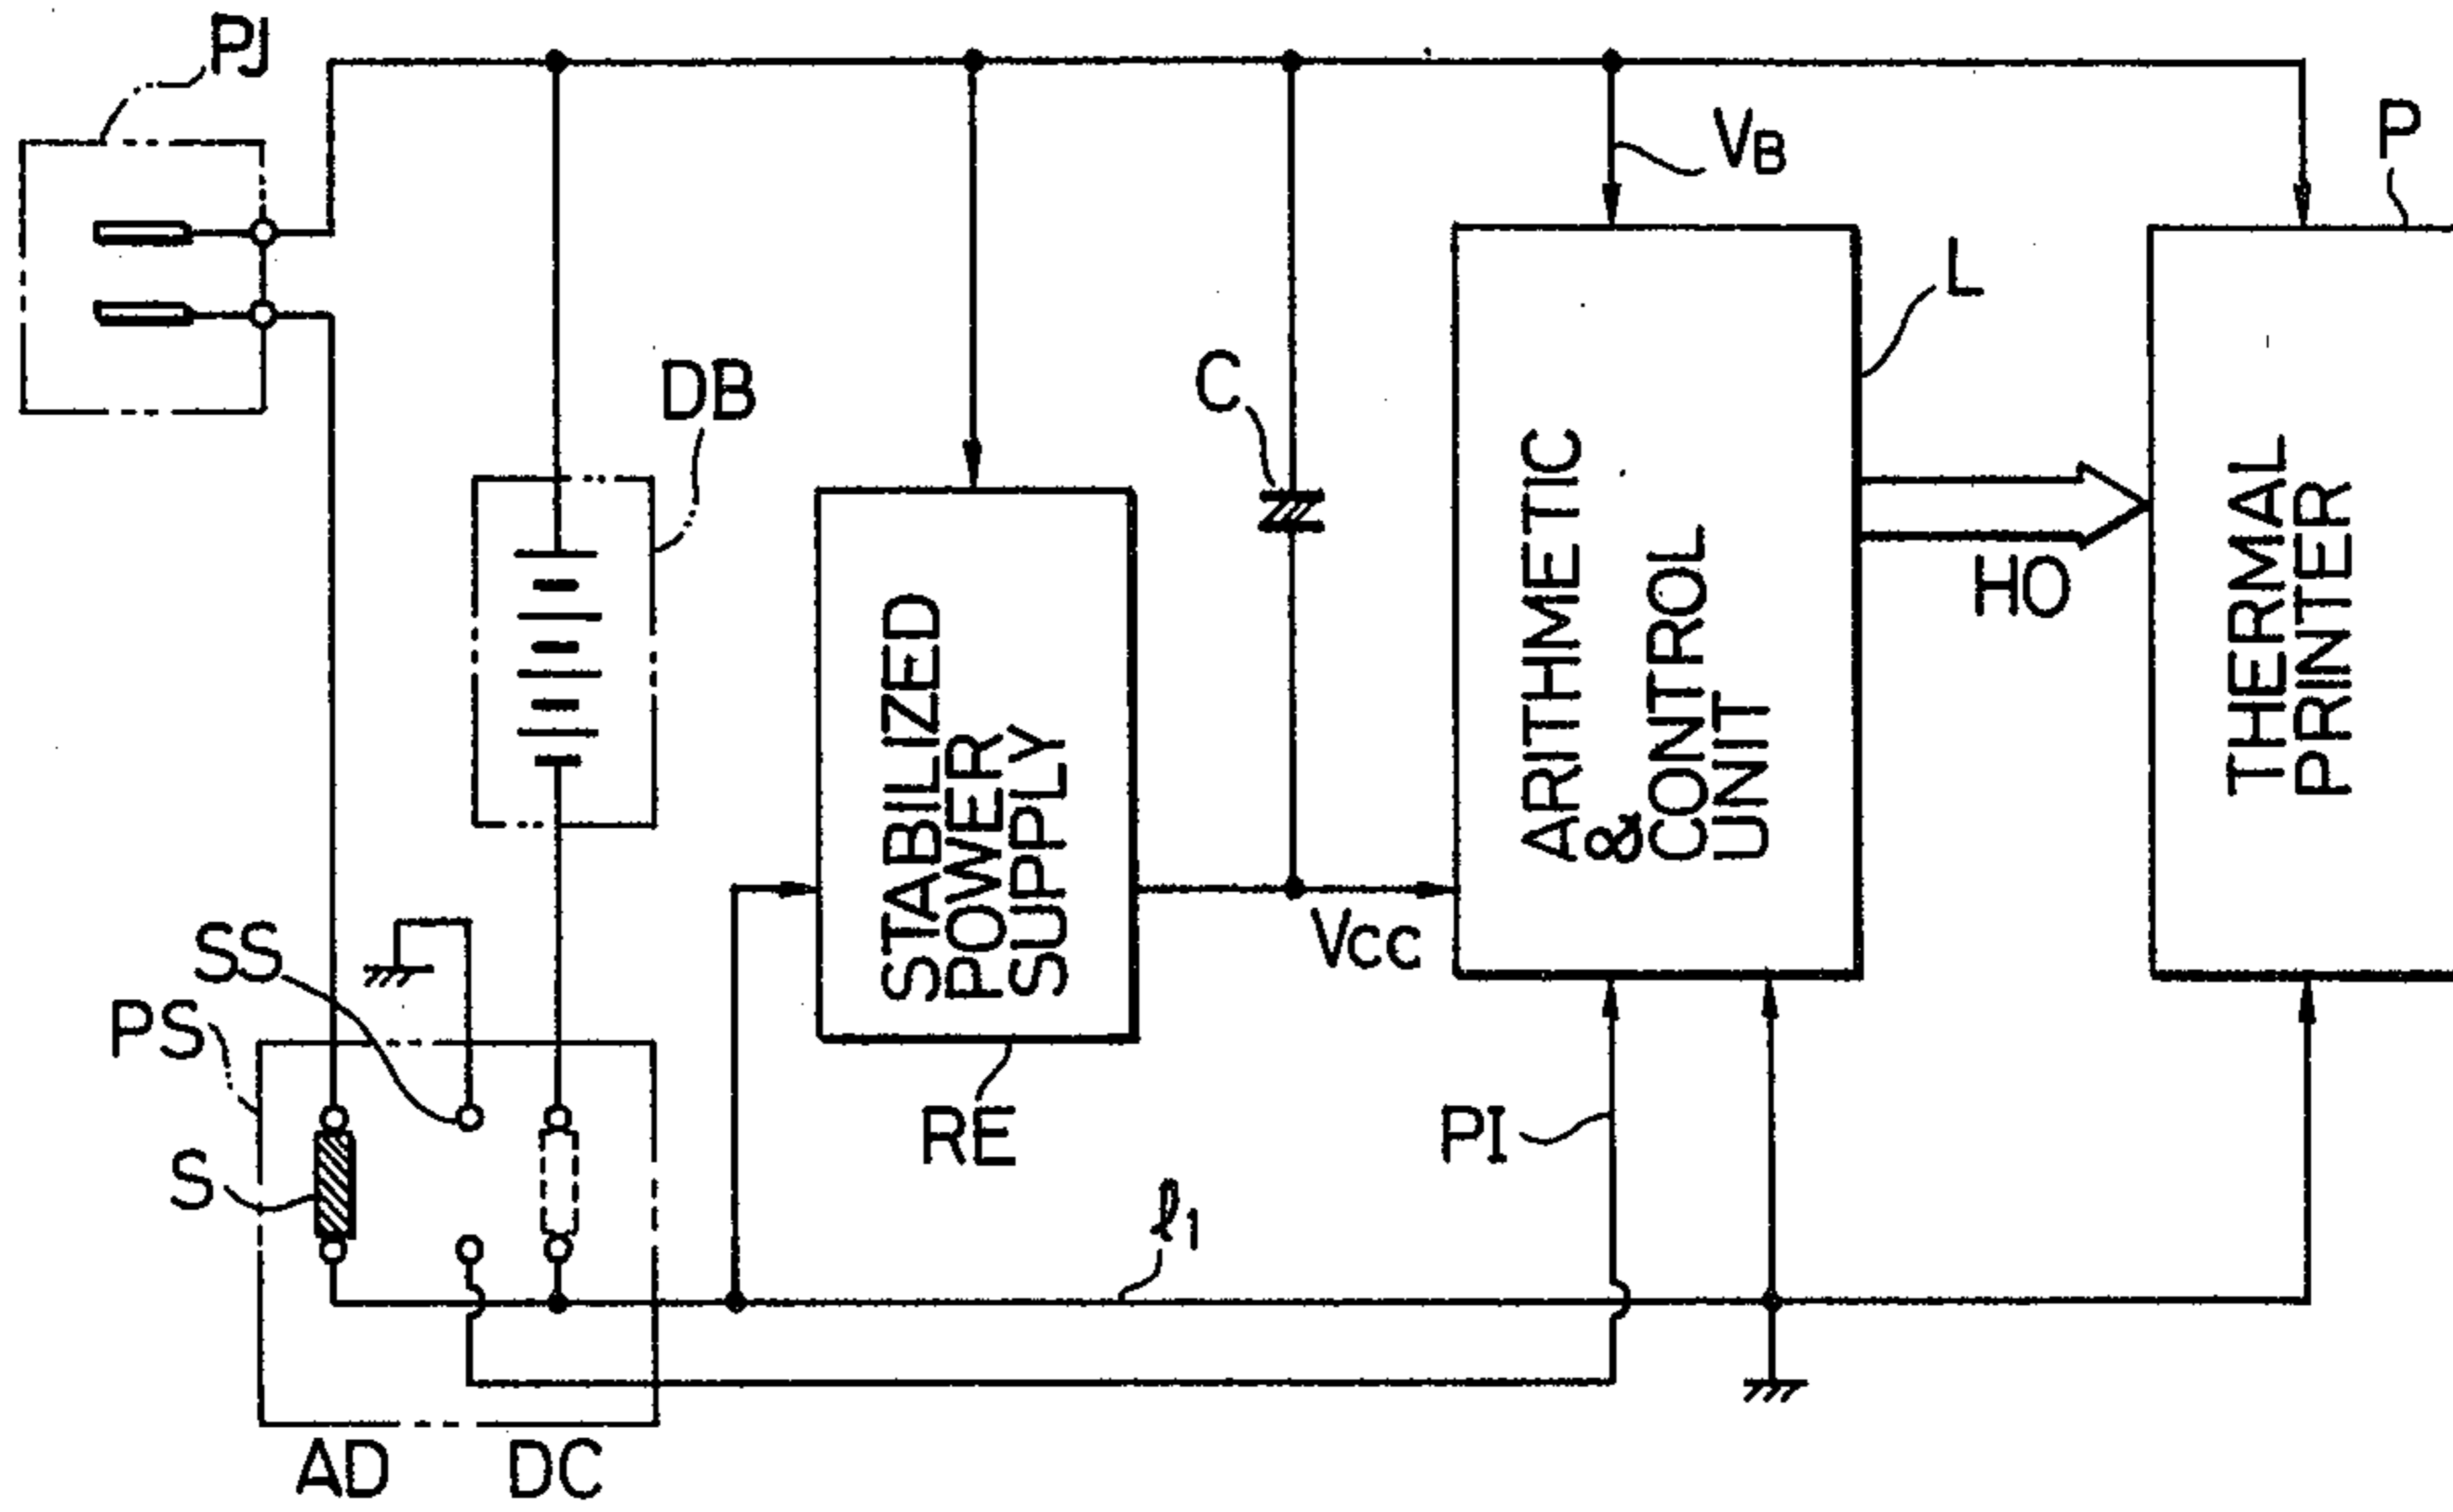 PJ
P
VB
L
DB
C
HO
THERMAL
PRINTER
ARITHMETIC
&
CONTROL
UNIT
STABILIZED
POWER
SUPPLY
VCC
SS
PS
S
RE
PI
ℓ1
AD
DC